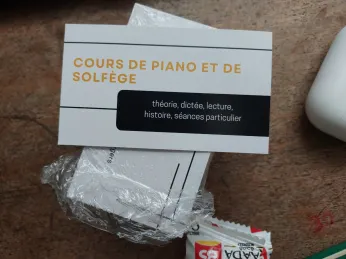 COURS DE PIANO ET DE
SOLFÈGE
théorie, dictée, lecture,
histoire, séances particulier